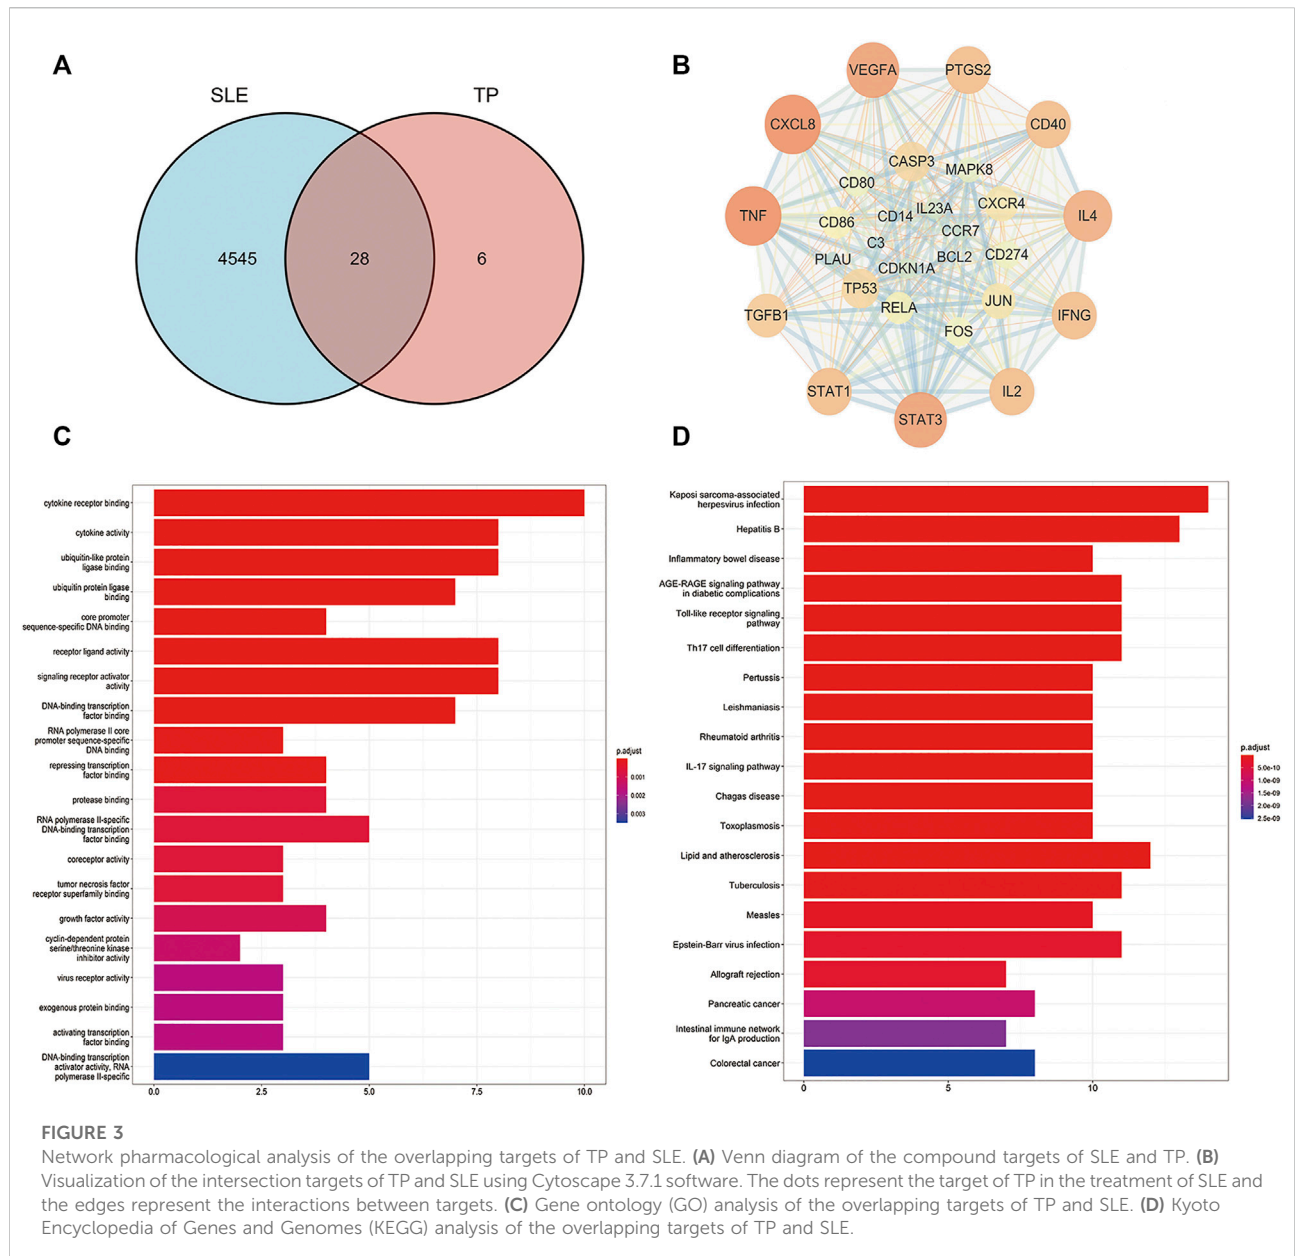 A
SLE
TP
4545
28
6
B
VEGFA
PTGS2
CXCL8
CD40
CASP3
MAPK8
CD80
CXCR4
TNF
CD86
CD14
IL23A
IL4
CCR7
C3
PLAU
BCL2
CD274
CDKN1A
TP53
JUN
RELA
TGFB1
IFNG
FOS
STAT1
IL2
STAT3
C
cytokine receptor binding
cytokine activity
ubiquitin-like protein
ligase binding
ubiquitin protein ligase
binding
core promoter
sequence-specific DNA binding
receptor ligand activity
signaling receptor activator
activity
DNA-binding transcription
factor binding
RNA polymerase II core
promoter sequence-specific
DNA binding
repressing transcription
factor binding
protease binding
RNA polymerase II-specific
DNA-binding transcription
factor binding
coreceptor activity
tumor necrosis factor
receptor superfamily binding
growth factor activity
cyclin-dependent protein
serine/threonine kinase
inhibitor activity
virus receptor activity
exogenous protein binding
activating transcription
factor binding
DNA-binding transcription
activator activity, RNA
polymerase II-specific
0.0 2.5 5.0 7.5 10.0
p.adjust
0.001
0.002
0.003
D
Kaposi sarcoma-associated
herpesvirus infection
Hepatitis B
Inflammatory bowel disease
AGE-RAGE signaling pathway
in diabetic complications
Toll-like receptor signaling
pathway
Th17 cell differentiation
Pertussis
Leishmaniasis
Rheumatoid arthritis
IL-17 signaling pathway
Chagas disease
Toxoplasmosis
Lipid and atherosclerosis
Tuberculosis
Measles
Epstein-Barr virus infection
Allograft rejection
Pancreatic cancer
Intestinal immune network
for IgA production
Colorectal cancer
0 5 10
p.adjust
5.0e-10
1.0e-09
1.5e-09
2.0e-09
2.5e-09
FIGURE 3
Network pharmacological analysis of the overlapping targets of TP and SLE. (A) Venn diagram of the compound targets of SLE and TP. (B)
Visualization of the intersection targets of TP and SLE using Cytoscape 3.7.1 software. The dots represent the target of TP in the treatment of SLE and
the edges represent the interactions between targets. (C) Gene ontology (GO) analysis of the overlapping targets of TP and SLE. (D) Kyoto
Encyclopedia of Genes and Genomes (KEGG) analysis of the overlapping targets of TP and SLE.